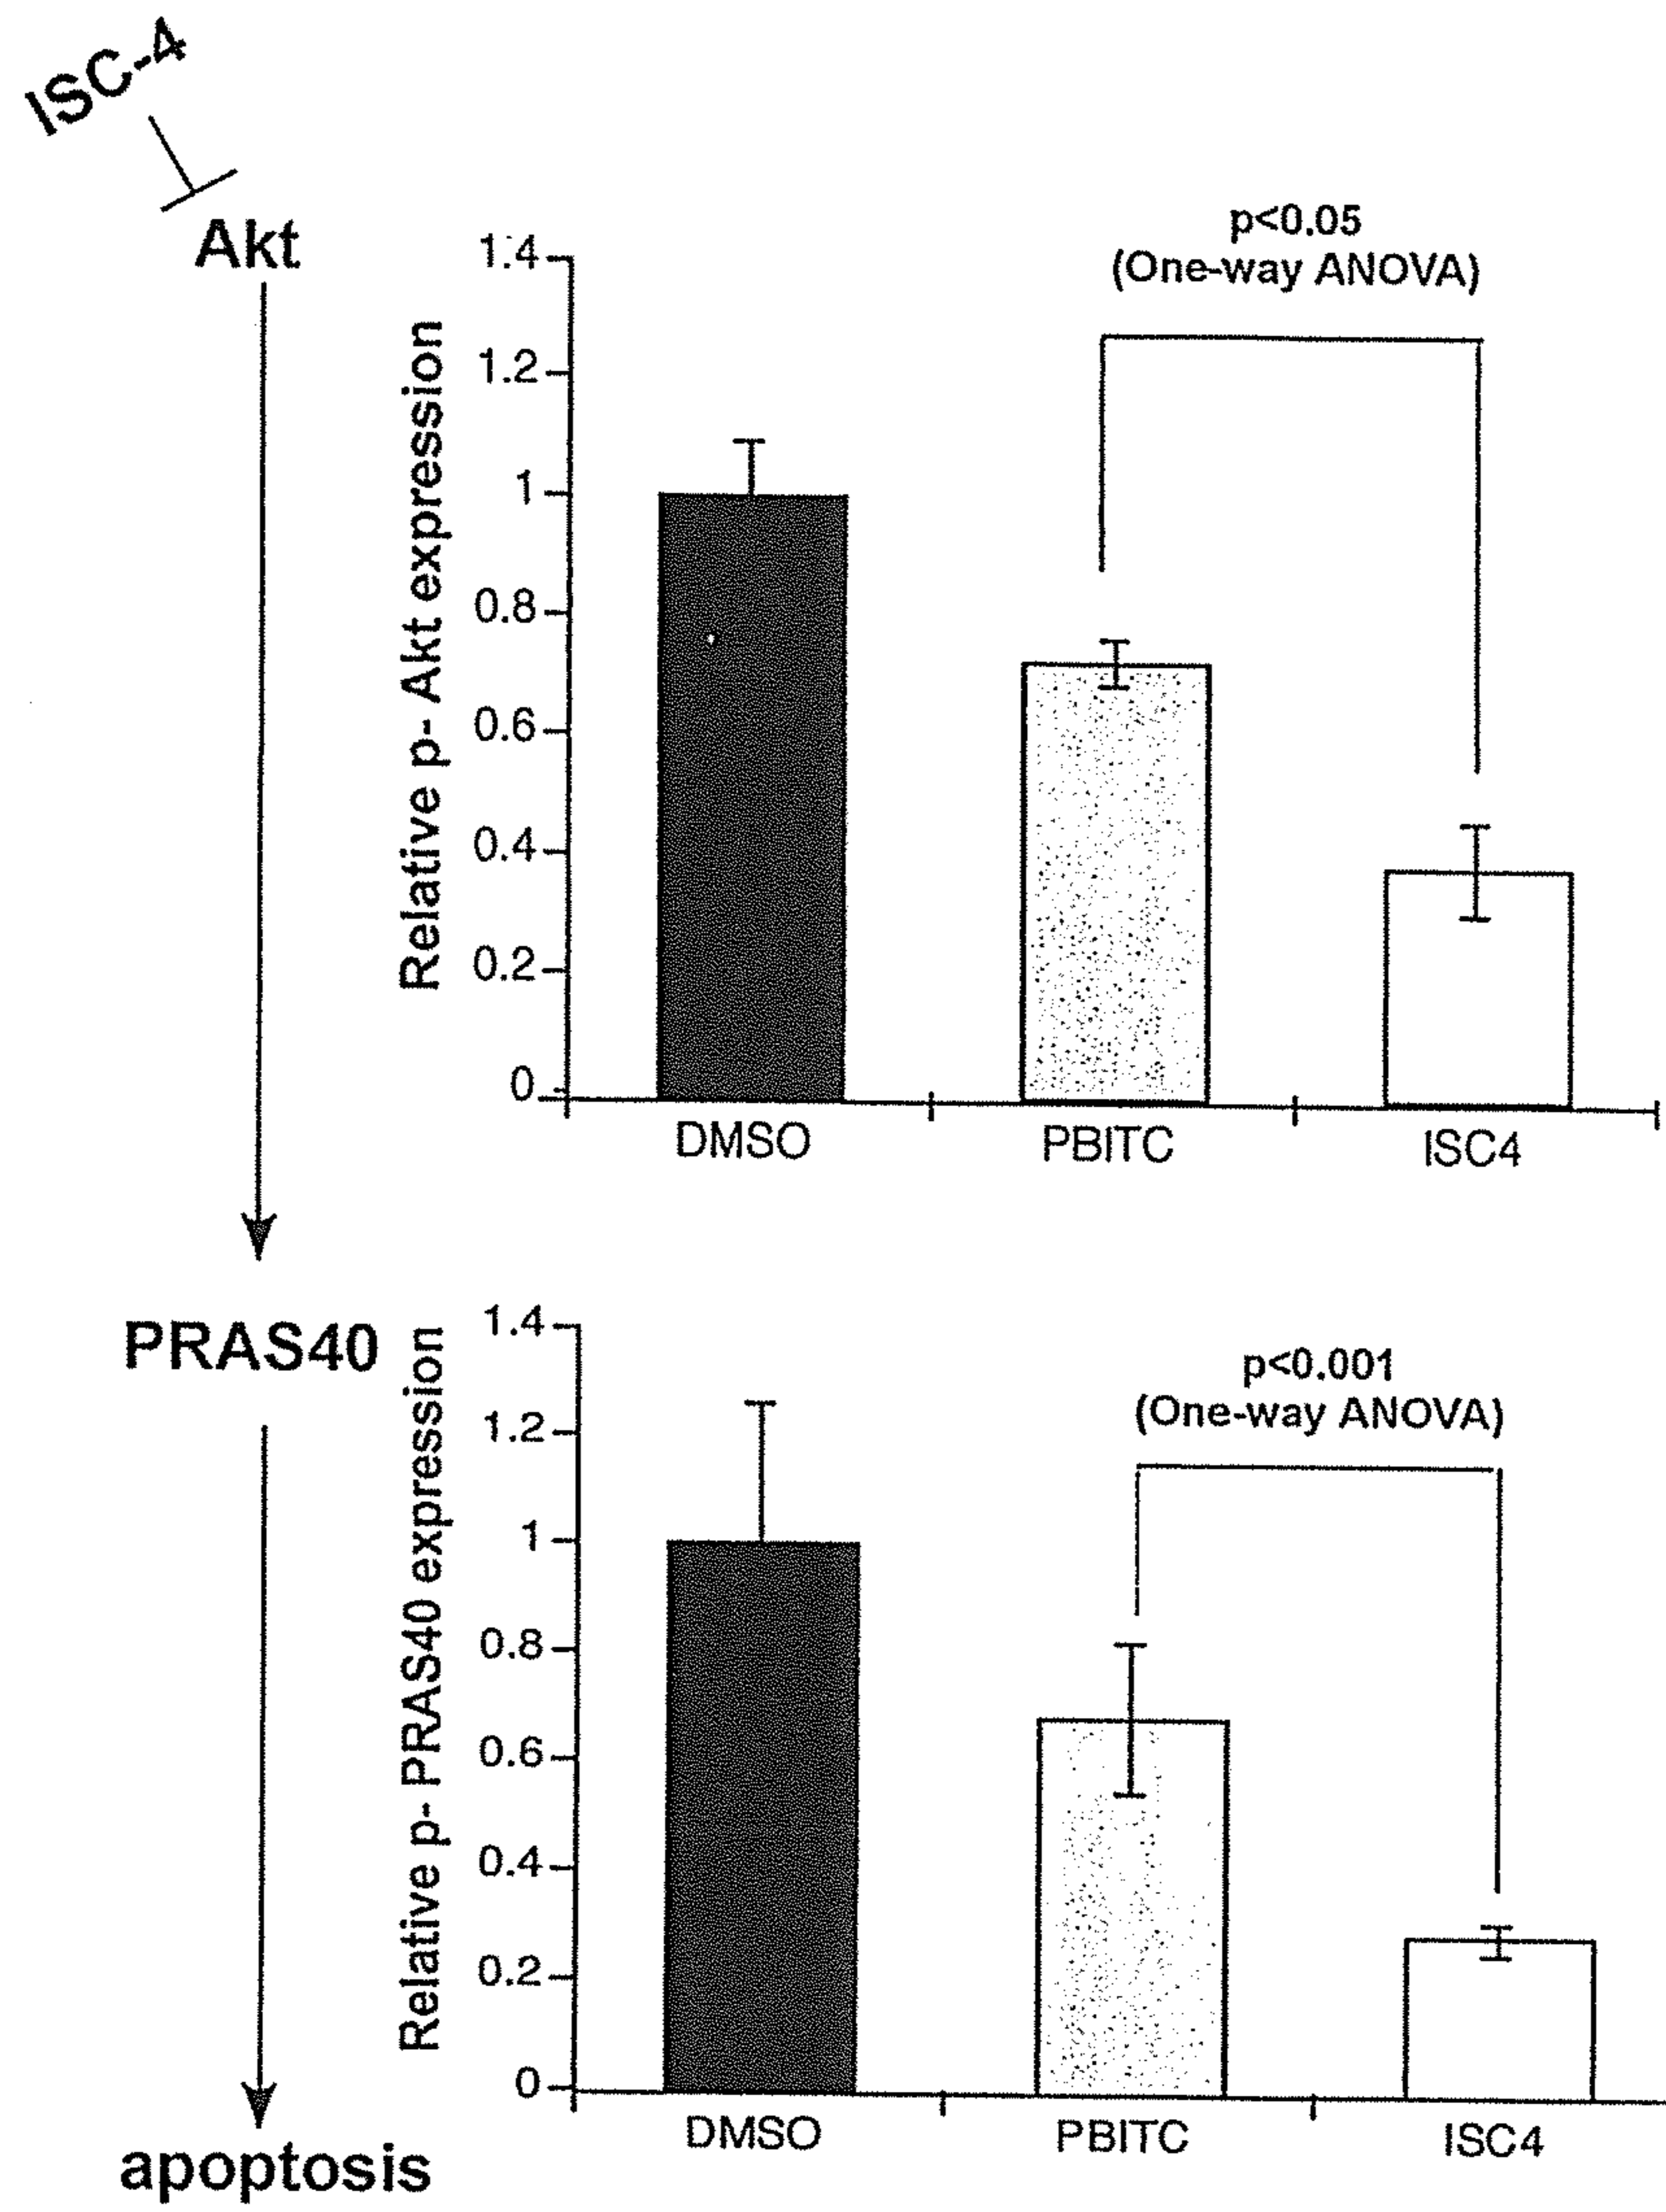 ISC-4
Akt
Relative p- Akt expression
1.4
1.2
1
0.8
0.6
0.4
0.2
0
p<0.05
(One-way ANOVA)
DMSO
PBITC
ISC4
PRAS40
Relative p- PRAS40 expression
1.4
1.2
1
0.8
0.6
0.4
0.2
0
p<0.001
(One-way ANOVA)
DMSO
PBITC
ISC4
apoptosis